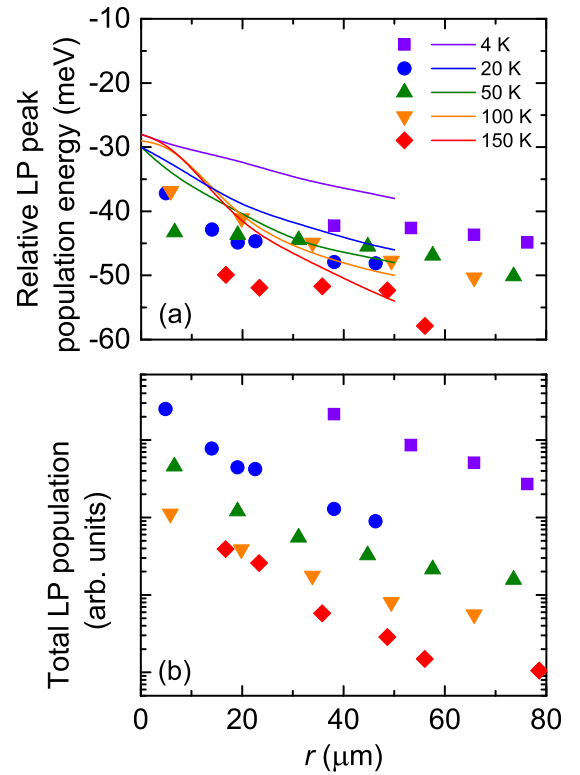 -10
-20
-30
-40
-50
-60
Relative LP peak
population energy (meV)
4 K
20 K
50 K
100 K
150 K
(a)
Total LP population
(arb. units)
(b)
0
20
40
60
80
r (μm)